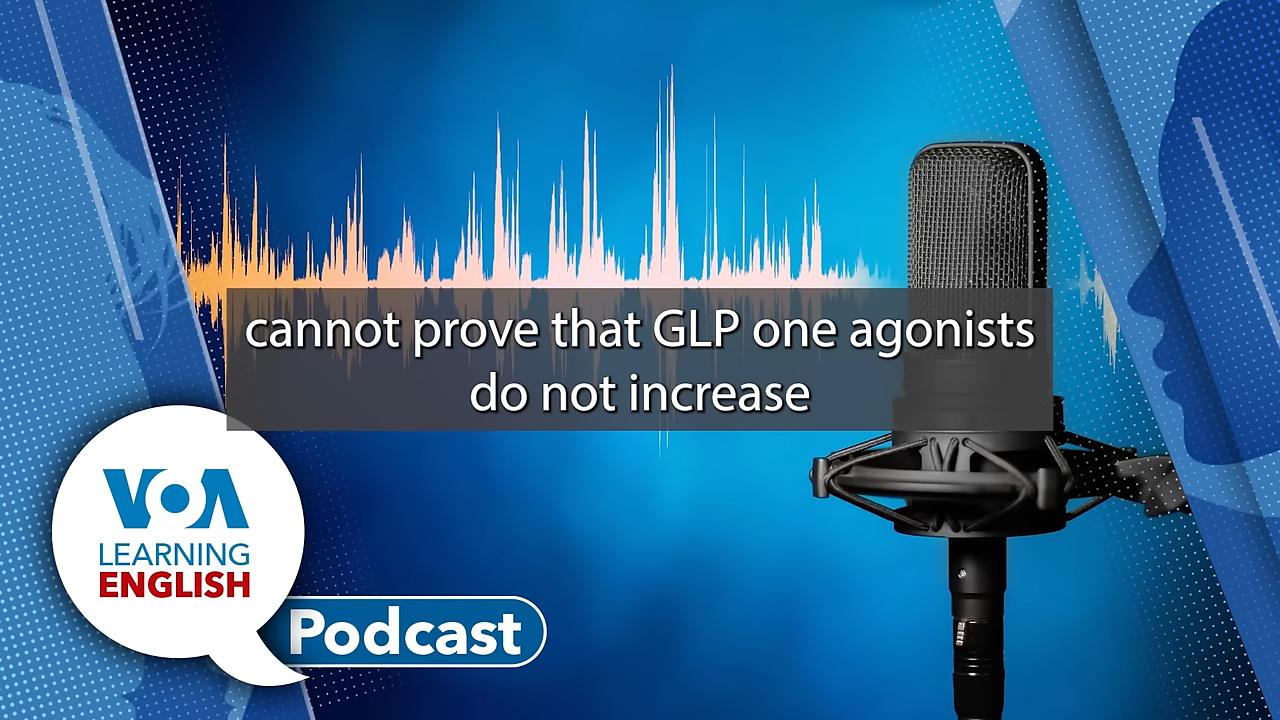 cannot prove that GLP one agonists
do not increase
VOA
LEARNING
ENGLISH
Podcast